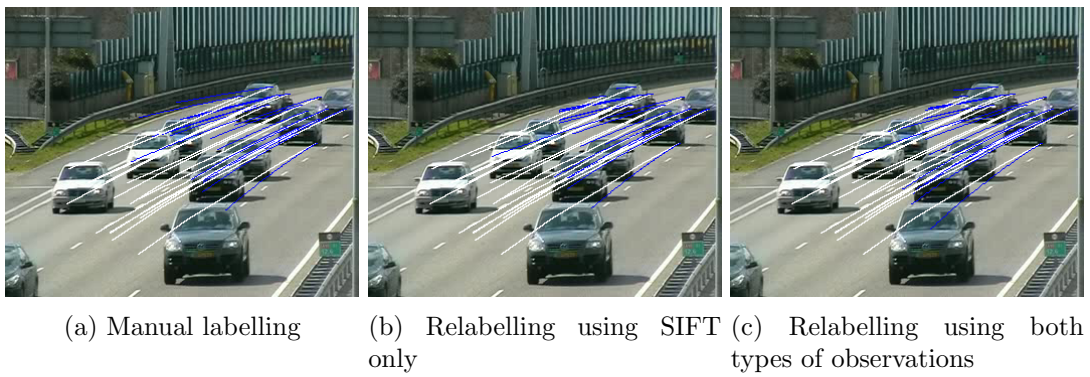 (a) Manual labelling
(b) Relabelling using SIFT
only
(c) Relabelling using both
types of observations